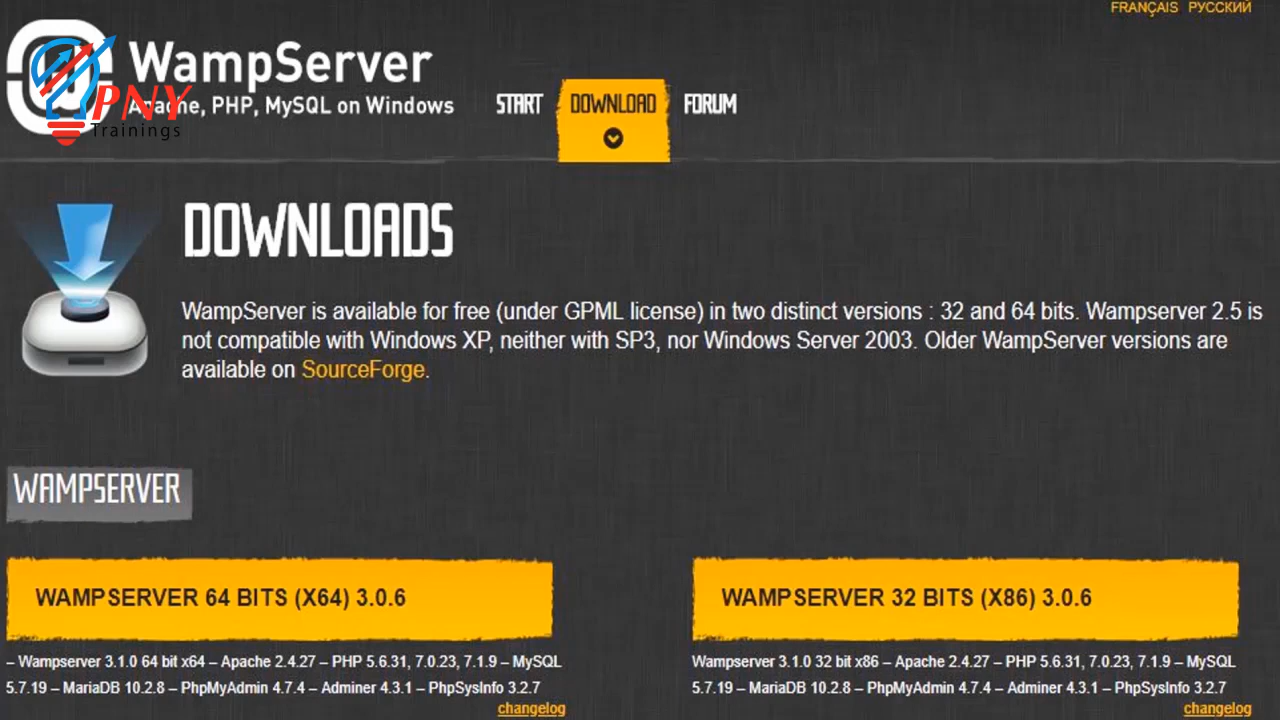 FRANÇAIS РУССКИЙ
WampServer
Apache, PHP, MySQL on Windows
PNY
Trainings
START DOWNLOAD FORUM
DOWNLOADS
WampServer is available for free (under GPML license) in two distinct versions : 32 and 64 bits. Wampserver 2.5 is
not compatible with Windows XP, neither with SP3, nor Windows Server 2003. Older WampServer versions are
available on SourceForge.
WAMPSERVER
WAMPSERVER 64 BITS (X64) 3.0.6
– Wampserver 3.1.0 64 bit x64 – Apache 2.4.27 – PHP 5.6.31, 7.0.23, 7.1.9 – MySQL
5.7.19 – MariaDB 10.2.8 – PhpMyAdmin 4.7.4 – Adminer 4.3.1 – PhpSysInfo 3.2.7
changelog
WAMPSERVER 32 BITS (X86) 3.0.6
Wampserver 3.1.0 32 bit x86 – Apache 2.4.27 – PHP 5.6.31, 7.0.23, 7.1.9 – MySQL
5.7.19 – MariaDB 10.2.8 – PhpMyAdmin 4.7.4 – Adminer 4.3.1 – PhpSysInfo 3.2.7
changelog